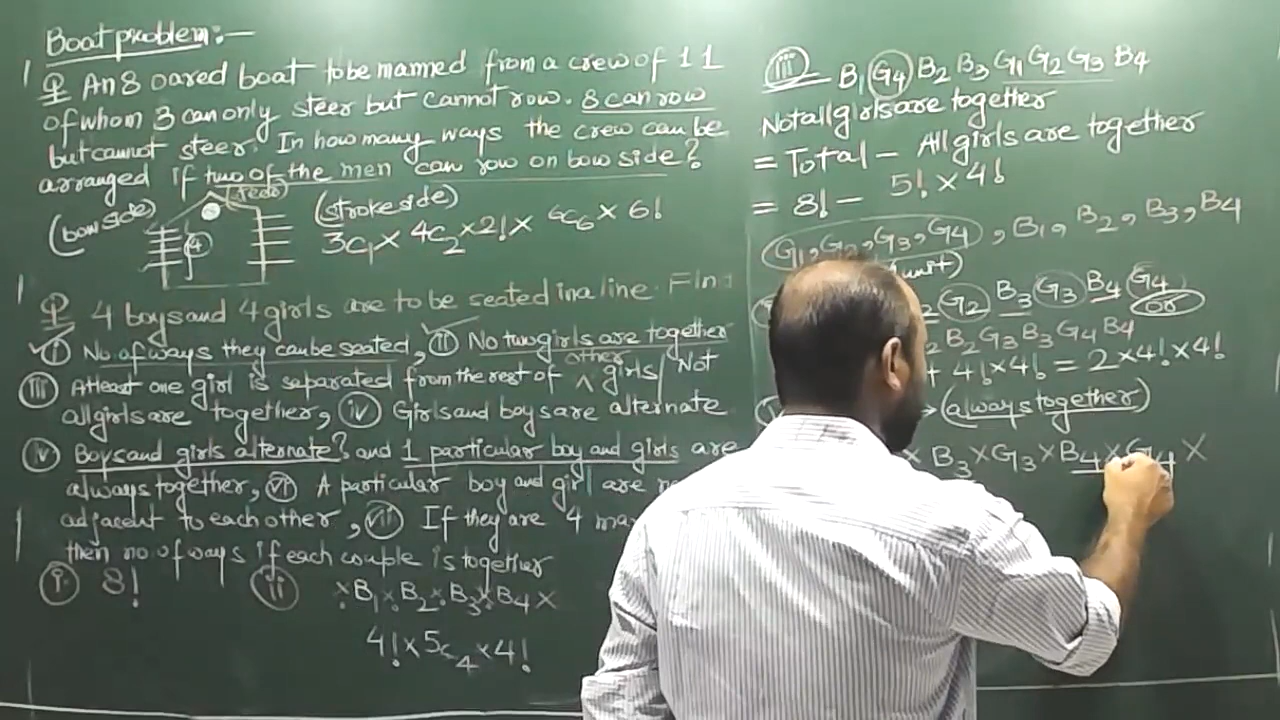 Boat problem:-
Q An 8 oared boat to be manned from a crew of 11
of whom 3 can only steer but cannot row. 8 can row
but cannot steer. In how many ways the crew can be
arranged if two of the men can row on bow side?
(bow side)
(stroke side)
4
3C1 × 4C2 × 2! × 6C6 × 6!
Q 4 boys and 4 girls are to be seated in a line. Find
(i) No. of ways they can be seated, (ii) No two girls are together
(iii) Atleast one girl is separated from the rest of ^ other girls / Not
all girls are together, (iv) Girls and boys are alternate
(v) Boys and girls alternate? and 1 particular boy and girls are
always together, (vi) A particular boy and girl are
adjacent to each other, (vii) If they are 4
then no of ways if each couple is together
(i) 8! (ii) × B1 × B2 × B3 × B4 ×
4! × 5C4 × 4!
(iii) B1 G4 B2 B3 G1 G2 G3 B4
Not all girls are together
= Total - All girls are together
= 8! - 5! × 4!
G1, G2, G3, G4, B1, B2, B3, B4
unit)
G2 B3 G3 B4 G4
or
B2 G3 B3 G4 B4
+ 4! × 4! = 2 × 4! × 4!
→ (always together)
× B3 × G3 × B4 × G4 ×